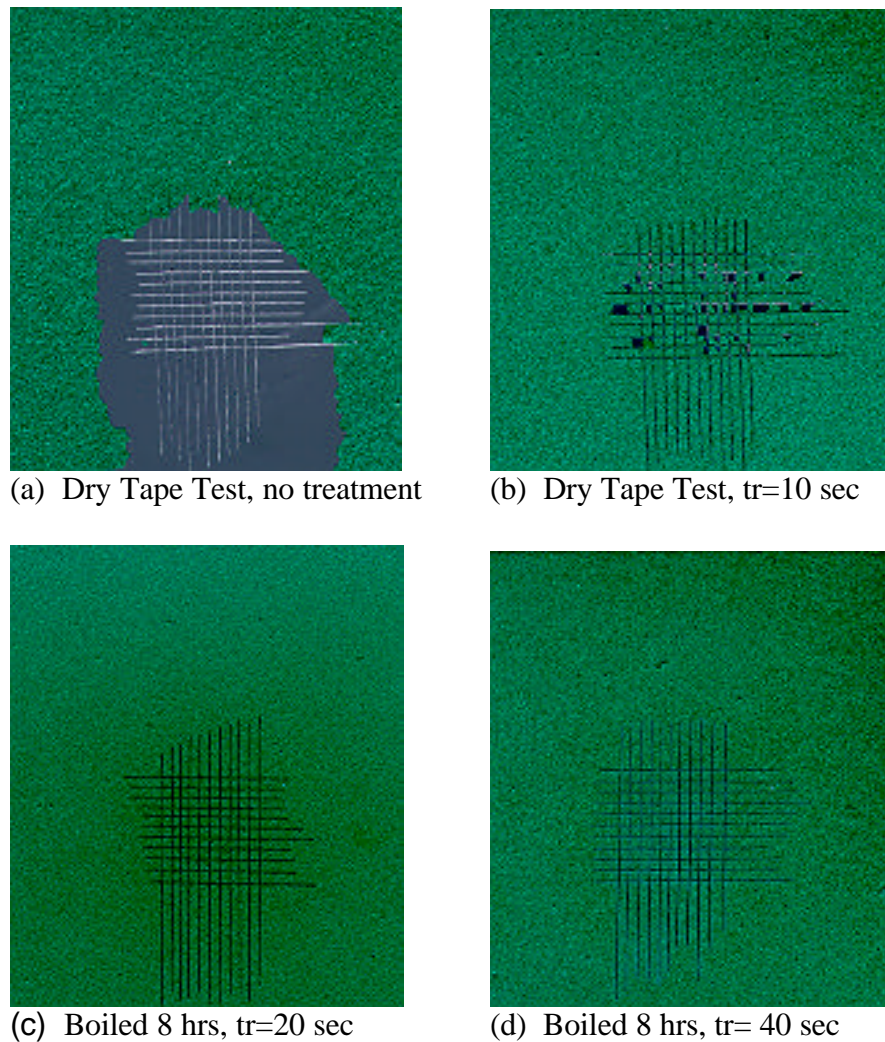 (a) Dry Tape Test, no treatment
(b) Dry Tape Test, tr=10 sec
(c) Boiled 8 hrs, tr=20 sec
(d) Boiled 8 hrs, tr= 40 sec